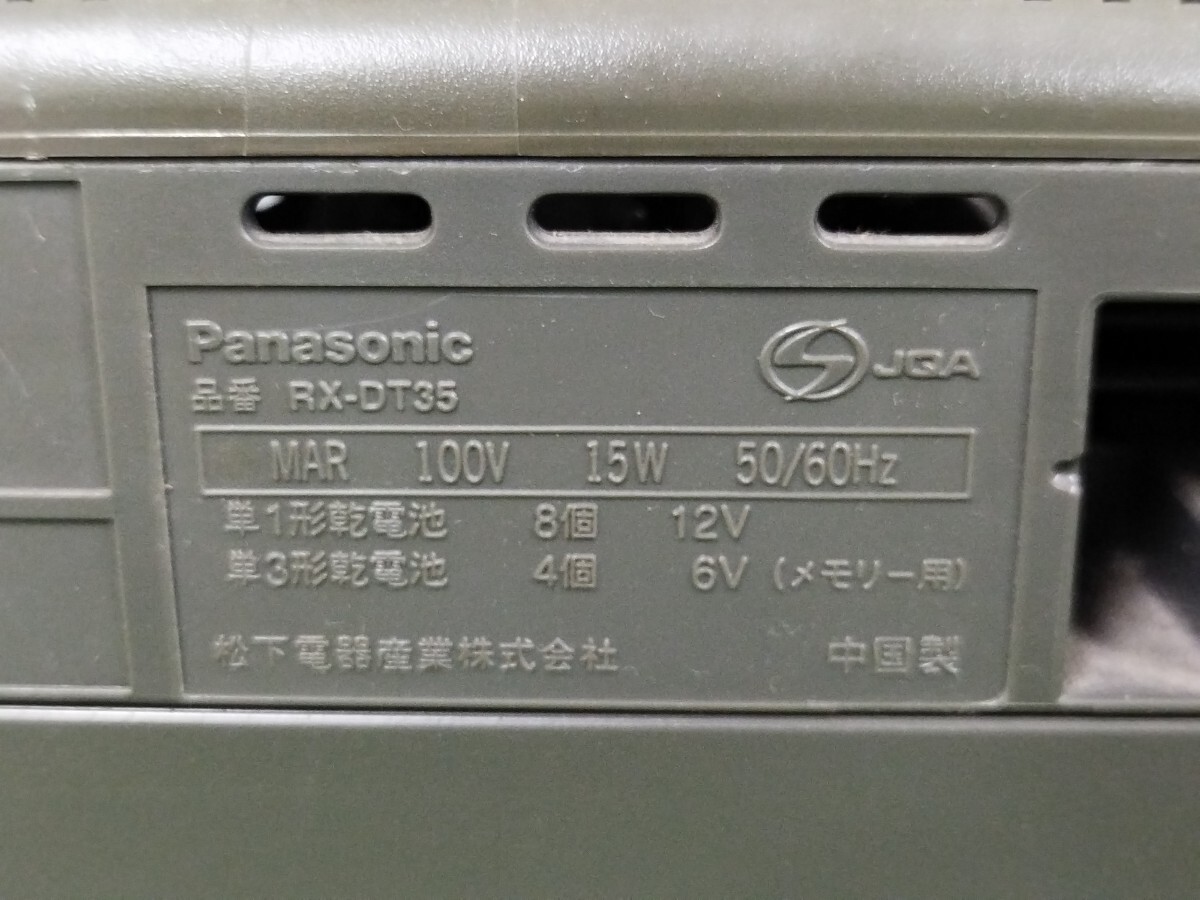 Panasonic
JQA
品番 RX-DT35
MAR 100V 15W 50/60Hz
単1形乾電池 8個 12V
単3形乾電池 4個 6V (メモリー用)
松下電器産業株式会社 中国製